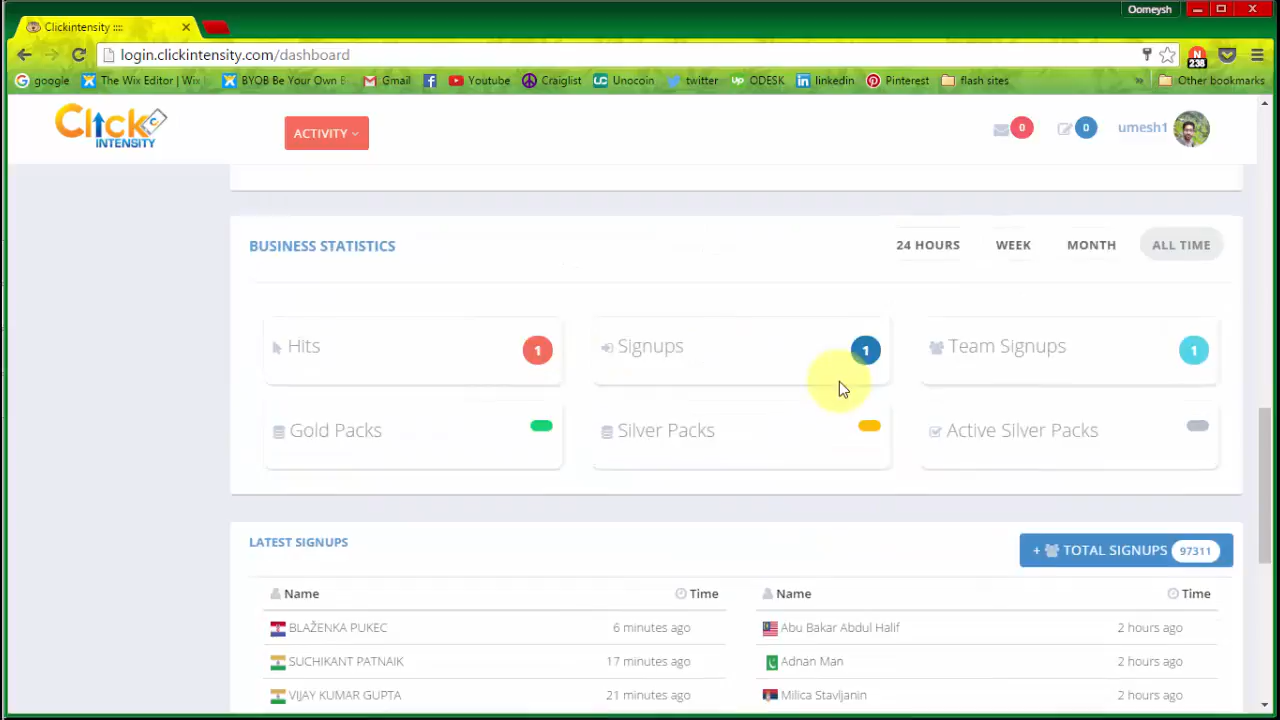 Oomeysh
Clickintensity ::::
login.clickintensity.com/dashboard
N
238
google
The Wix Editor | Wix
BYOB Be Your Own B
Gmail
Youtube
Craiglist
UC Unocoin
twitter
Up ODESK
in linkedin
Pinterest
flash sites
»
Other bookmarks
Click INTENSITY
ACTIVITY
0
0
umesh1
BUSINESS STATISTICS
24 HOURS
WEEK
MONTH
ALL TIME
Hits 1
Signups 1
Team Signups 1
Gold Packs
Silver Packs
Active Silver Packs
LATEST SIGNUPS
+ TOTAL SIGNUPS 97311
Name Time
Name Time
BLAŽENKA PUKEC 6 minutes ago
Abu Bakar Abdul Halif 2 hours ago
SUCHIKANT PATNAIK 17 minutes ago
Adnan Man 2 hours ago
VIJAY KUMAR GUPTA 21 minutes ago
Milica Stavljanin 2 hours ago